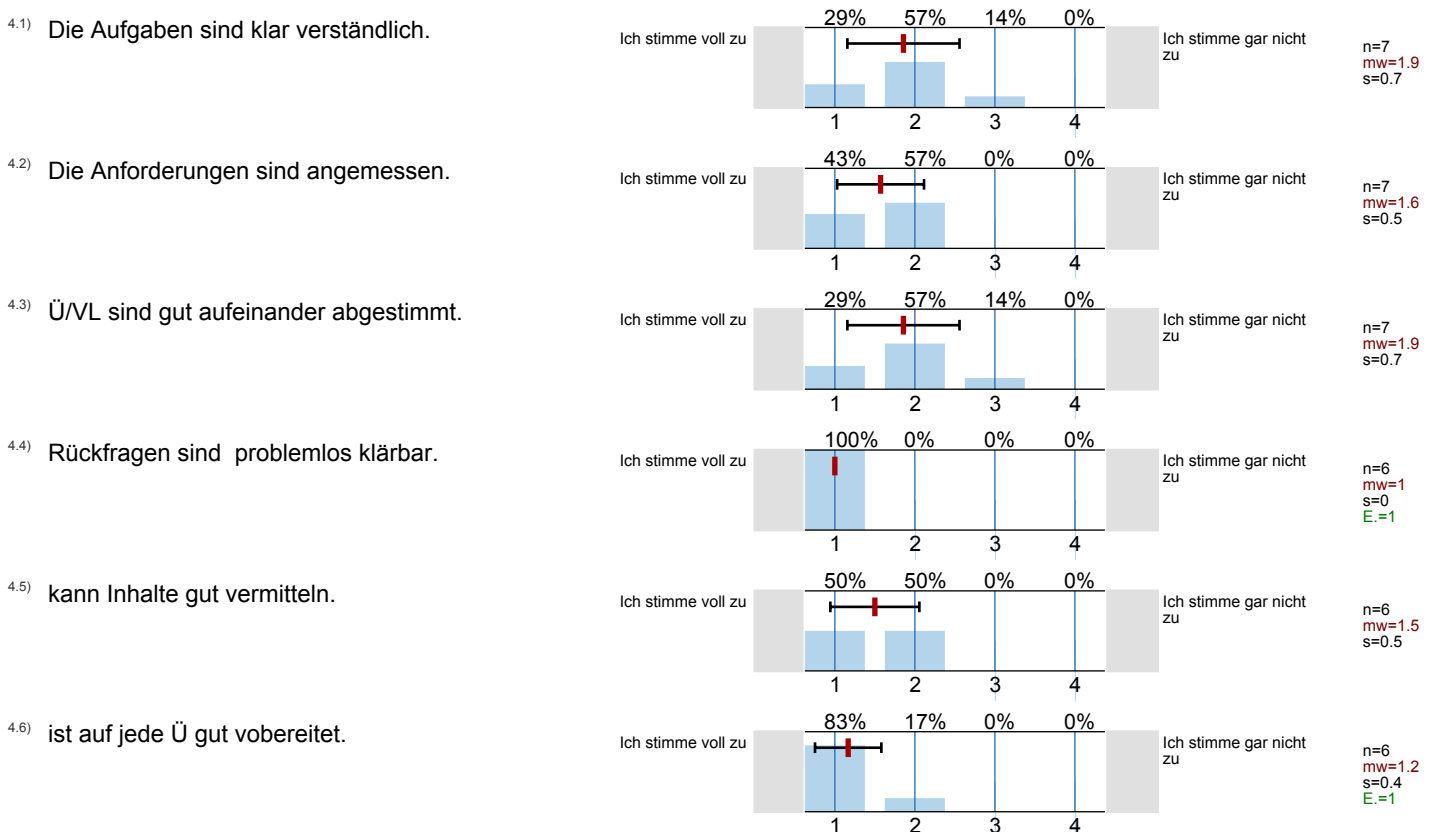 4.1) Die Aufgaben sind klar verständlich.
Ich stimme voll zu
29% 57% 14% 0%
1 2 3 4
Ich stimme gar nicht
zu
n=7
mw=1.9
s=0.7
4.2) Die Anforderungen sind angemessen.
Ich stimme voll zu
43% 57% 0% 0%
1 2 3 4
Ich stimme gar nicht
zu
n=7
mw=1.6
s=0.5
4.3) Ü/VL sind gut aufeinander abgestimmt.
Ich stimme voll zu
29% 57% 14% 0%
1 2 3 4
Ich stimme gar nicht
zu
n=7
mw=1.9
s=0.7
4.4) Rückfragen sind problemlos klärbar.
Ich stimme voll zu
100% 0% 0% 0%
1 2 3 4
Ich stimme gar nicht
zu
n=6
mw=1
s=0
E.=1
4.5) kann Inhalte gut vermitteln.
Ich stimme voll zu
50% 50% 0% 0%
1 2 3 4
Ich stimme gar nicht
zu
n=6
mw=1.5
s=0.5
4.6) ist auf jede Ü gut vobereitet.
Ich stimme voll zu
83% 17% 0% 0%
1 2 3 4
Ich stimme gar nicht
zu
n=6
mw=1.2
s=0.4
E.=1